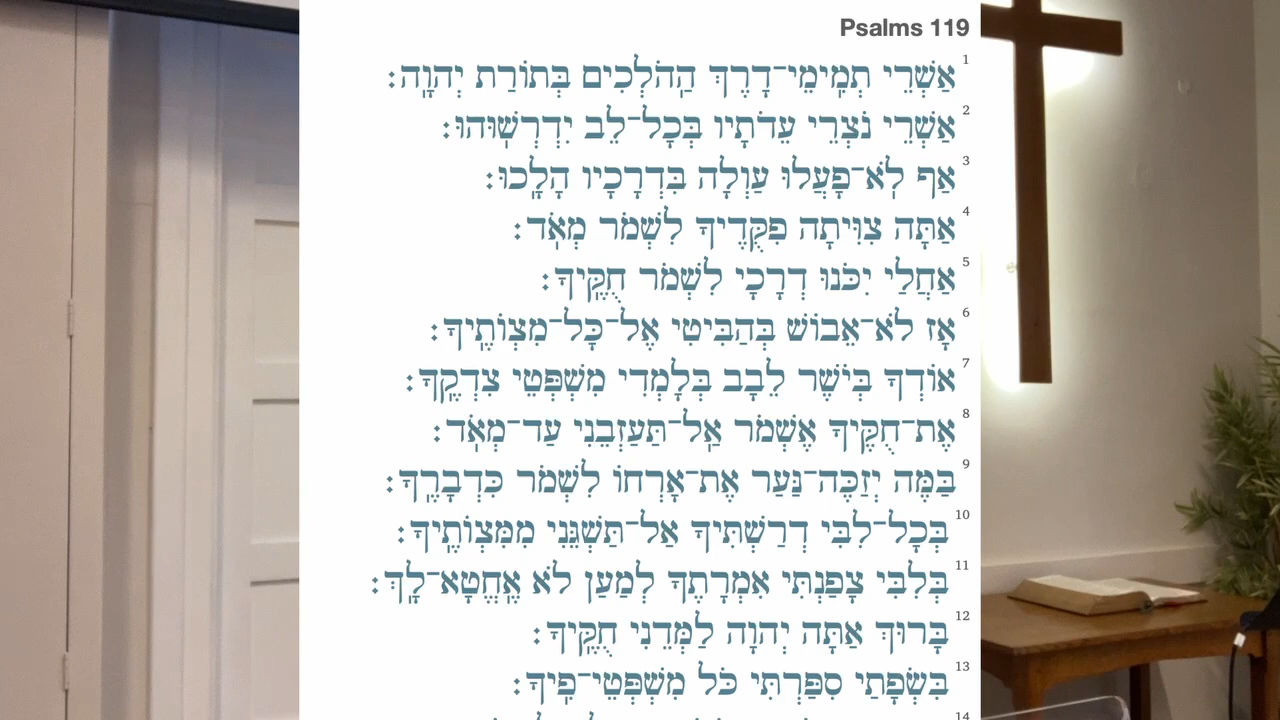 Psalms 119
1 אַשְׁרֵי תְמִימֵי־דָרֶךְ הַהֹלְכִים בְּתוֹרַת יְהוָה׃
2 אַשְׁרֵי נֹצְרֵי עֵדֹתָיו בְּכָל־לֵב יִדְרְשׁוּהוּ׃
3 אַף לֹא־פָעֲלוּ עַוְלָה בִּדְרָכָיו הָלָכוּ׃
4 אַתָּה צִוִּיתָה פִקֻּדֶיךָ לִשְׁמֹר מְאֹד׃
5 אַחֲלַי יִכֹּנוּ דְרָכָי לִשְׁמֹר חֻקֶּיךָ׃
6 אָז לֹא־אֵבוֹשׁ בְּהַבִּיטִי אֶל־כָּל־מִצְוֹתֶיךָ׃
7 אוֹדְךָ בְּיֹשֶׁר לֵבָב בְּלָמְדִי מִשְׁפְּטֵי צִדְקֶךָ׃
8 אֶת־חֻקֶּיךָ אֶשְׁמֹר אַל־תַּעַזְבֵנִי עַד־מְאֹד׃
9 בַּמֶּה יְזַכֶּה־נַּעַר אֶת־אָרְחוֹ לִשְׁמֹר כִּדְבָרֶךָ׃
10 בְּכָל־לִבִּי דְרַשְׁתִּיךָ אַל־תַּשְׁגֵּנִי מִמִּצְוֹתֶיךָ׃
11 בְּלִבִּי צָפַנְתִּי אִמְרָתֶךָ לְמַעַן לֹא אֶחֱטָא־לָךְ׃
12 בָּרוּךְ אַתָּה יְהוָה לַמְּדֵנִי חֻקֶּיךָ׃
13 בִּשְׂפָתַי סִפַּרְתִּי כֹּל מִשְׁפְּטֵי־פִיךָ׃
14